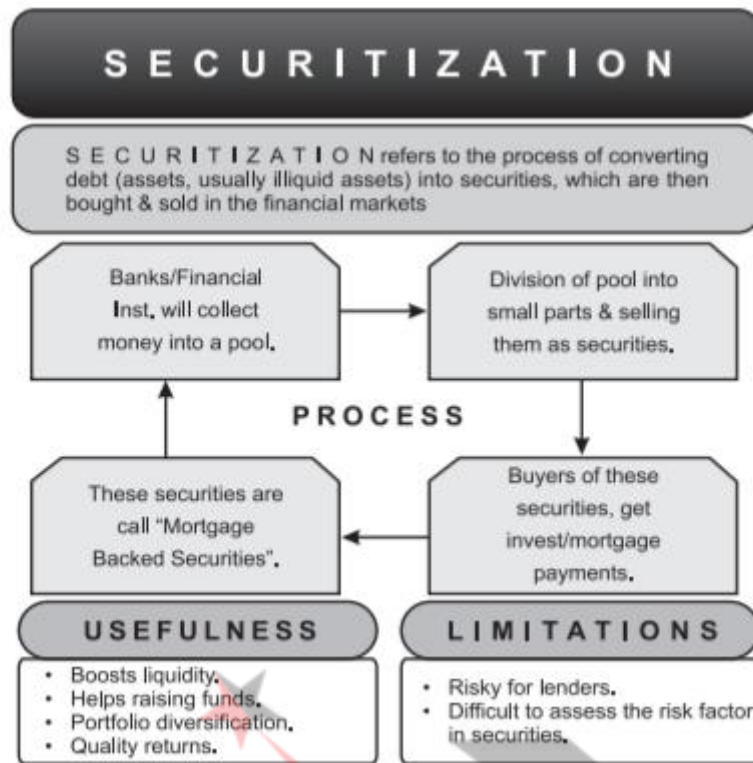 SECURITIZATION
SECURITIZATION refers to the process of converting
debt (assets, usually illiquid assets) into securities, which are then
bought & sold in the financial markets
Banks/Financial
Inst. will collect
money into a pool.
Division of pool into
small parts & selling
them as securities.
PROCESS
These securities are
call “Mortgage
Backed Securities”.
Buyers of these
securities, get
invest/mortgage
payments.
USEFULNESS
• Boosts liquidity.
• Helps raising funds.
• Portfolio diversification.
• Quality returns.
LIMITATIONS
• Risky for lenders.
• Difficult to assess the risk factor
in securities.